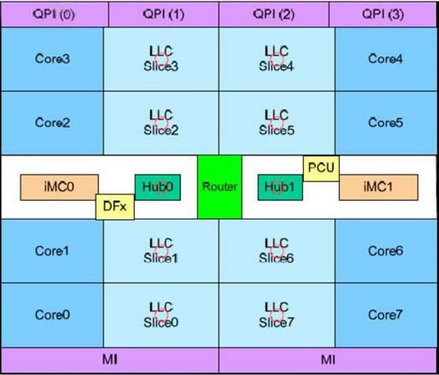 QPI (0) QPI (1) QPI (2) QPI (3)
Core3 LLC Slice3 LLC Slice4 Core4
Core2 LLC Slice2 LLC Slice5 Core5
PCU
iMC0 Hub0 Router Hub1 iMC1
DFx
Core1 LLC Slice1 LLC Slice6 Core6
Core0 LLC Slice0 LLC Slice7 Core7
MI MI